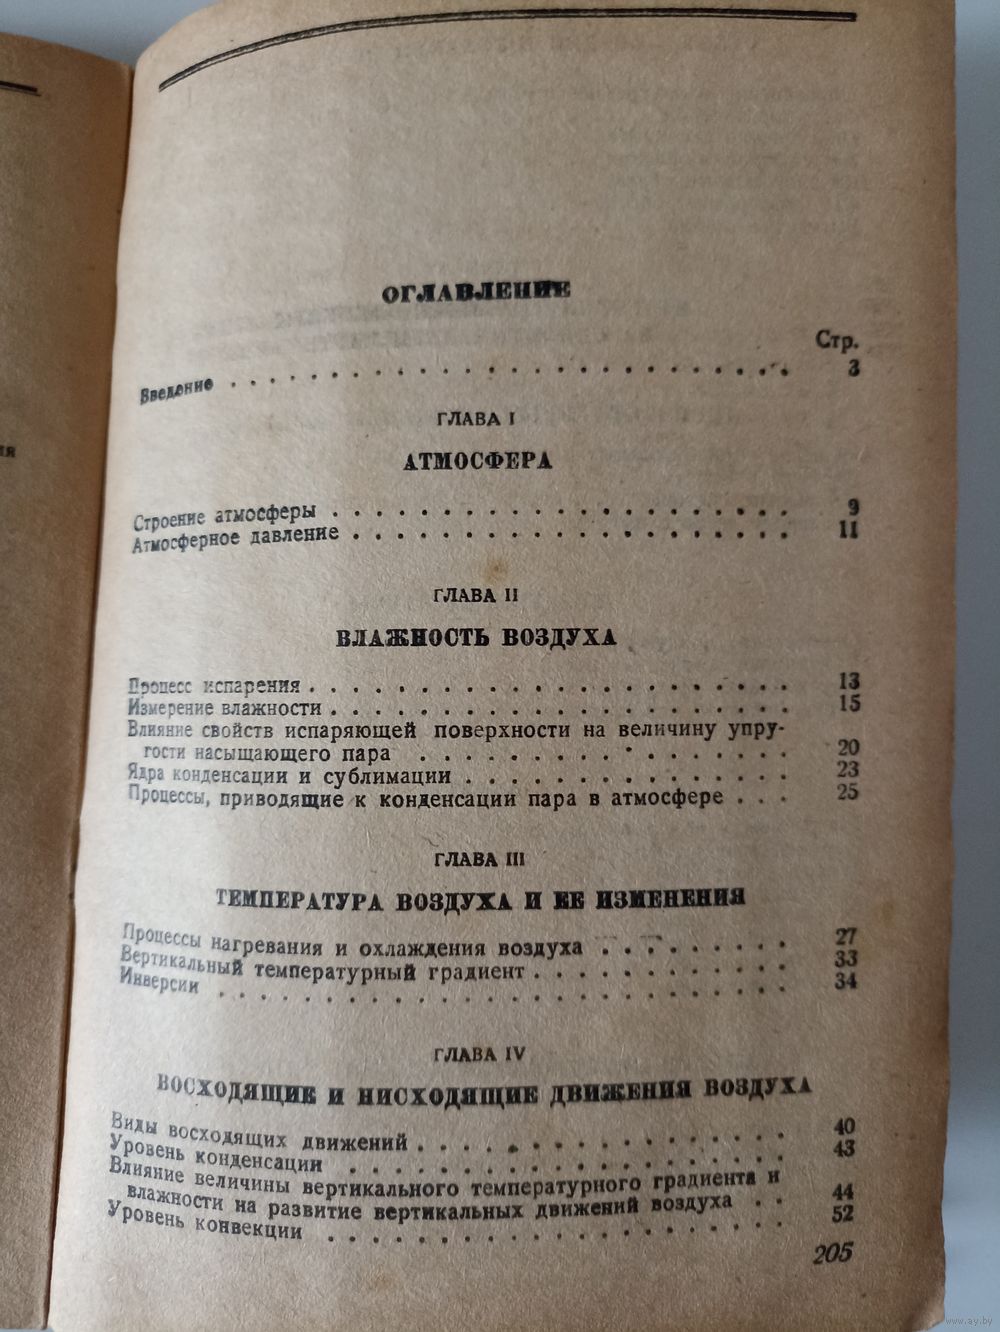 ОГЛАВЛЕНИЕ
Стр.
Введение . . . . . . . . . . . . . . . . . . . . . . . . . . . 3
ГЛАВА I
АТМОСФЕРА
Строение атмосферы . . . . . . . . . . . . . . . . . . . . . 9
Атмосферное давление . . . . . . . . . . . . . . . . . . . . 11
ГЛАВА II
ВЛАЖНОСТЬ ВОЗДУХА
Процесс испарения . . . . . . . . . . . . . . . . . . . . . . 13
Измерение влажности . . . . . . . . . . . . . . . . . . . . . 15
Влияние свойств испаряющей поверхности на величину упру-
гости насыщающего пара . . . . . . . . . . . . . . . . . 20
Ядра конденсации и сублимации . . . . . . . . . . . . . . . 23
Процессы, приводящие к конденсации пара в атмосфере . . . 25
ГЛАВА III
ТЕМПЕРАТУРА ВОЗДУХА И ЕЕ ИЗМЕНЕНИЯ
Процессы нагревания и охлаждения воздуха . . . . . . . . . 27
Вертикальный температурный градиент . . . . . . . . . . . . 33
Инверсии . . . . . . . . . . . . . . . . . . . . . . . . . . 34
ГЛАВА IV
ВОСХОДЯЩИЕ И НИСХОДЯЩИЕ ДВИЖЕНИЯ ВОЗДУХА
Виды восходящих движений . . . . . . . . . . . . . . . . . 40
Уровень конденсации . . . . . . . . . . . . . . . . . . . . 43
Влияние величины вертикального температурного градиента и
влажности на развитие вертикальных движений воздуха . . 44
Уровень конвекции . . . . . . . . . . . . . . . . . . . . . 52
205
ия
www.ay.by